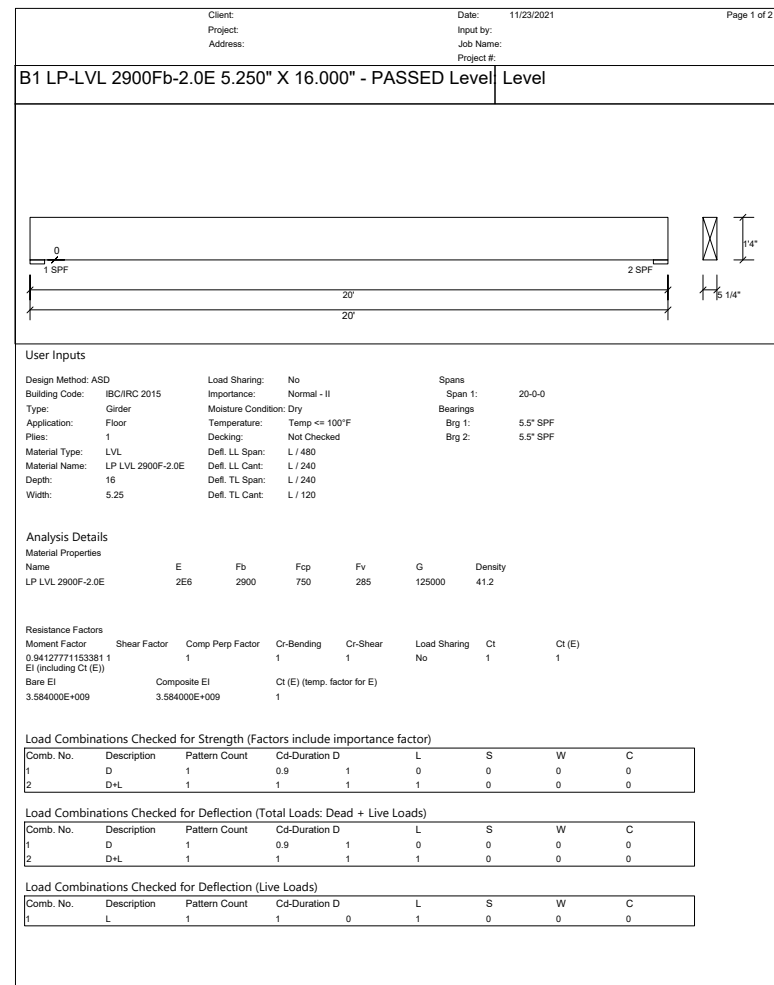 Client: Date: 11/23/2021 Page 1 of 2
Project: Input by:
Address: Job Name:
Project #:
B1 LP-LVL 2900Fb-2.0E 5.250" X 16.000" - PASSED Level: Level
0
1'4"
1 SPF 2 SPF
20' 5 1/4"
20'
User Inputs
Design Method: ASD Load Sharing: No Spans
Building Code: IBC/IRC 2015 Importance: Normal - II Span 1: 20-0-0
Type: Girder Moisture Condition: Dry Bearings
Application: Floor Temperature: Temp <= 100°F Brg 1: 5.5" SPF
Plies: 1 Decking: Not Checked Brg 2: 5.5" SPF
Material Type: LVL Defl. LL Span: L / 480
Material Name: LP LVL 2900F-2.0E Defl. LL Cant: L / 240
Depth: 16 Defl. TL Span: L / 240
Width: 5.25 Defl. TL Cant: L / 120
Analysis Details
Material Properties
Name E Fb Fcp Fv G Density
LP LVL 2900F-2.0E 2E6 2900 750 285 125000 41.2
Resistance Factors
Moment Factor Shear Factor Comp Perp Factor Cr-Bending Cr-Shear Load Sharing Ct Ct (E)
0.94127771153381 1 1 1 1 No 1 1
EI (including Ct (E))
Bare EI Composite EI Ct (E) (temp. factor for E)
3.584000E+009 3.584000E+009 1
Load Combinations Checked for Strength (Factors include importance factor)
Comb. No. Description Pattern Count Cd-Duration D L S W C
1 D 1 0.9 1 0 0 0 0
2 D+L 1 1 1 1 0 0 0
Load Combinations Checked for Deflection (Total Loads: Dead + Live Loads)
Comb. No. Description Pattern Count Cd-Duration D L S W C
1 D 1 0.9 1 0 0 0 0
2 D+L 1 1 1 1 0 0 0
Load Combinations Checked for Deflection (Live Loads)
Comb. No. Description Pattern Count Cd-Duration D L S W C
1 L 1 1 0 1 0 0 0